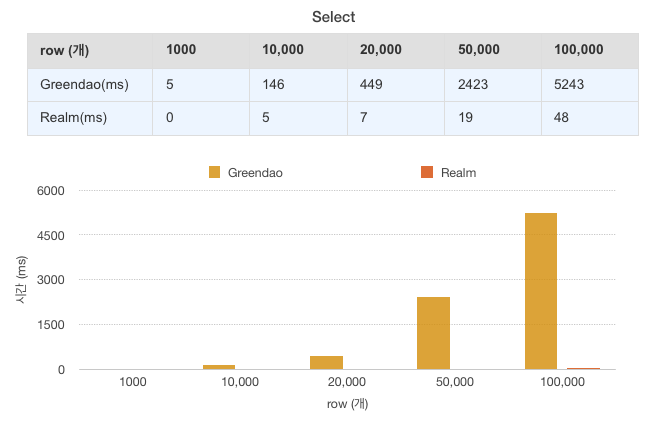 Select
row (개) 1000 10,000 20,000 50,000 100,000
Greendao(ms) 5 146 449 2423 5243
Realm(ms) 0 5 7 19 48
Greendao Realm
6000
4500
3000
1500
0
시간 (ms)
1000 10,000 20,000 50,000 100,000
row (개)